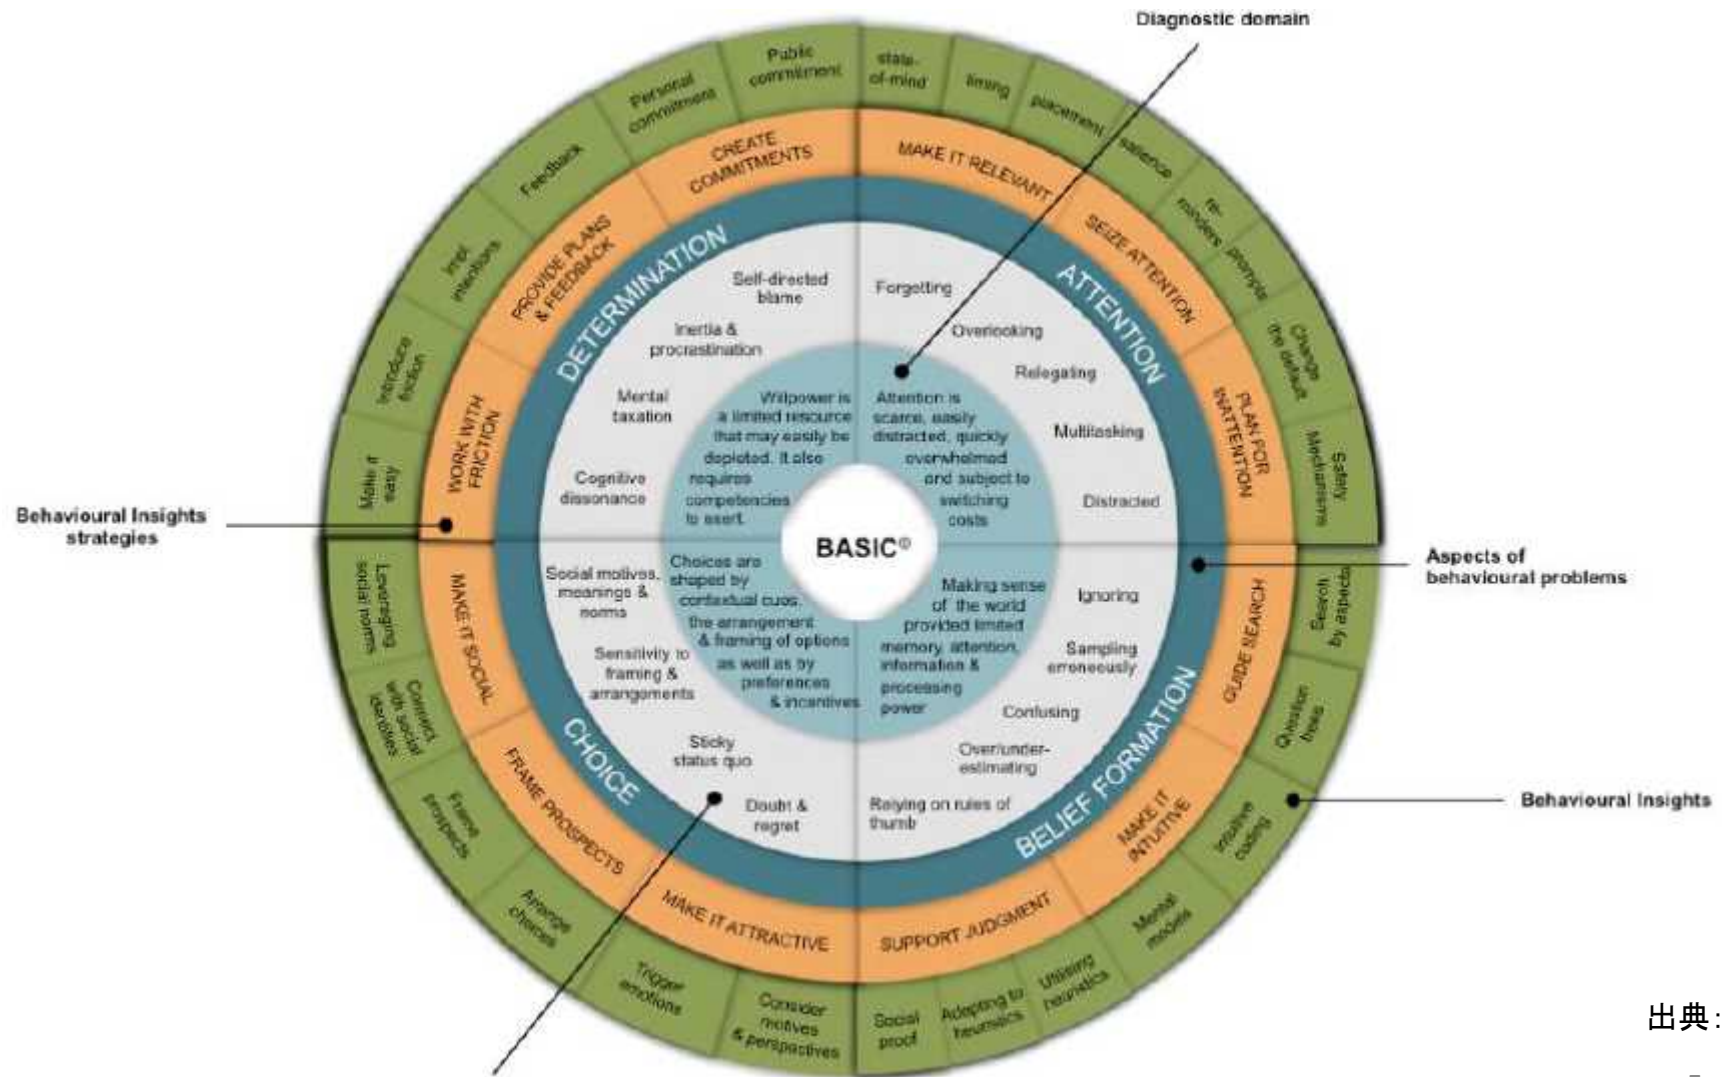 Diagnostic domain
Public
commitment
state-
of-mind
timing
placement
salience
re-
minders
prompts
Change
the default
Safety
Mechanisms
Search
by aspects
Question
trees
Intuitive
coding
Mental
models
Utilising
heuristics
Adapting to
heuristics
Social
proof
Consider
motives
& perspectives
Trigger
emotions
Arrange
choices
Frame
prospects
Connect
with social
identities
Leveraging
social norms
Make it
easy
Introduce
friction
Impl.
intentions
Feedback
Personal
commitment
CREATE
COMMITMENTS
MAKE IT RELEVANT
SEIZE ATTENTION
PLAN FOR
INATTENTION
GUIDE SEARCH
MAKE IT
INTUITIVE
SUPPORT JUDGMENT
MAKE IT ATTRACTIVE
FRAME PROSPECTS
MAKE IT SOCIAL
WORK WITH
FRICTION
PROVIDE PLANS
& FEEDBACK
DETERMINATION
ATTENTION
BELIEF FORMATION
CHOICE
Self-directed
blame
Inertia &
procrastination
Mental
taxation
Cognitive
dissonance
Forgetting
Overlooking
Relegating
Multitasking
Distracted
Willpower is
a limited resource
that may easily be
depleted. It also
requires
competencies
to exert.
Attention is
scarce, easily
distracted, quickly
overwhelmed
and subject to
switching
costs
BASIC©
Choices are
shaped by
contextual cues,
the arrangement
& framing of options
as well as by
preferences
& incentives
Making sense
of the world
provided limited
memory, attention,
information &
processing
power
Social motives,
meanings &
norms
Sensitivity to
framing &
arrangements
Sticky
status quo
Doubt &
regret
Ignoring
Sampling
erroneously
Confusing
Over/under-
estimating
Relying on rules of
thumb
Behavioural Insights
strategies
Aspects of
behavioural problems
Behavioural Insights
出典: